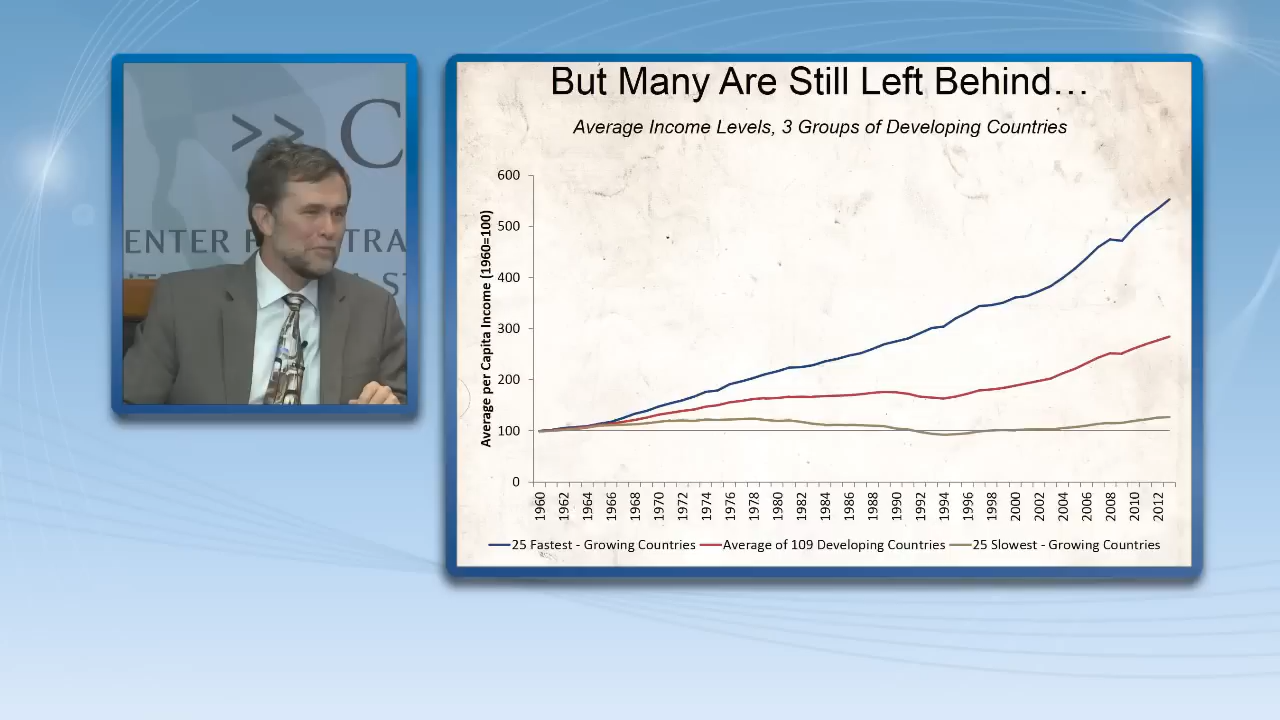 >> C
ENTER F TRA
S
But Many Are Still Left Behind…
Average Income Levels, 3 Groups of Developing Countries
Average per Capita Income (1960=100)
600
500
400
300
200
100
0
1960 1962 1964 1966 1968 1970 1972 1974 1976 1978 1980 1982 1984 1986 1988 1990 1992 1994 1996 1998 2000 2002 2004 2006 2008 2010 2012
25 Fastest - Growing Countries Average of 109 Developing Countries 25 Slowest - Growing Countries